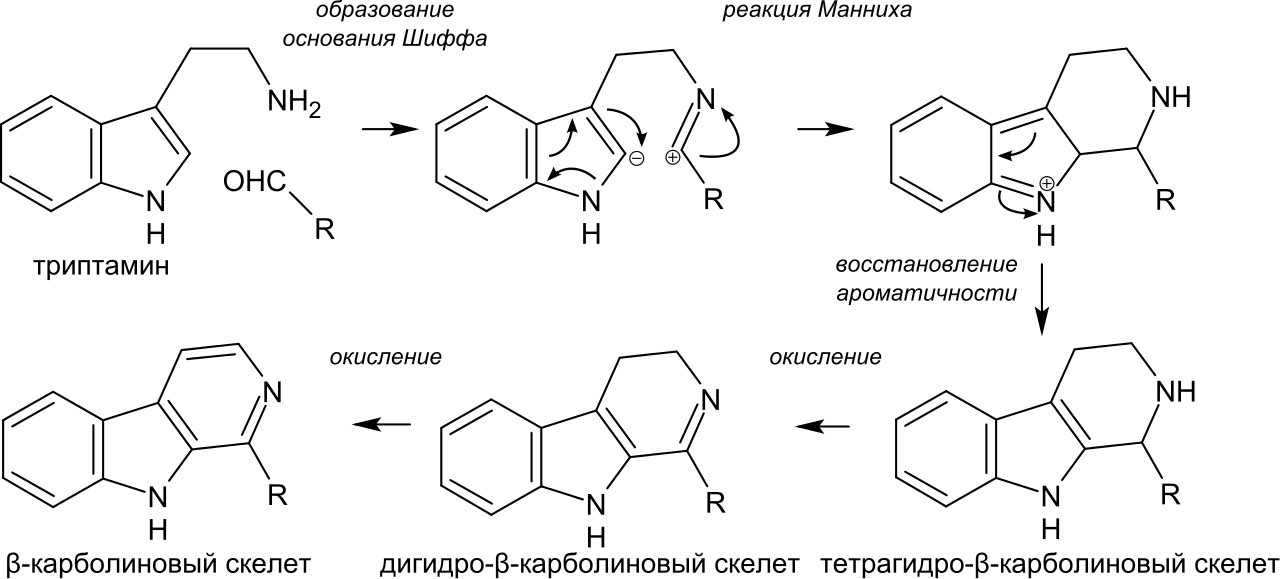 образование
основания Шиффа
реакция Манниха
NH2
OHC
R
N
H
триптамин
N
⊖
⊕
R
N
H
NH
R
⊕
N
H
восстановление
ароматичности
окисление
окисление
N
R
N
H
N
R
N
H
NH
R
N
H
β-карболиновый скелет
дигидро-β-карболиновый скелет
тетрагидро-β-карболиновый скелет